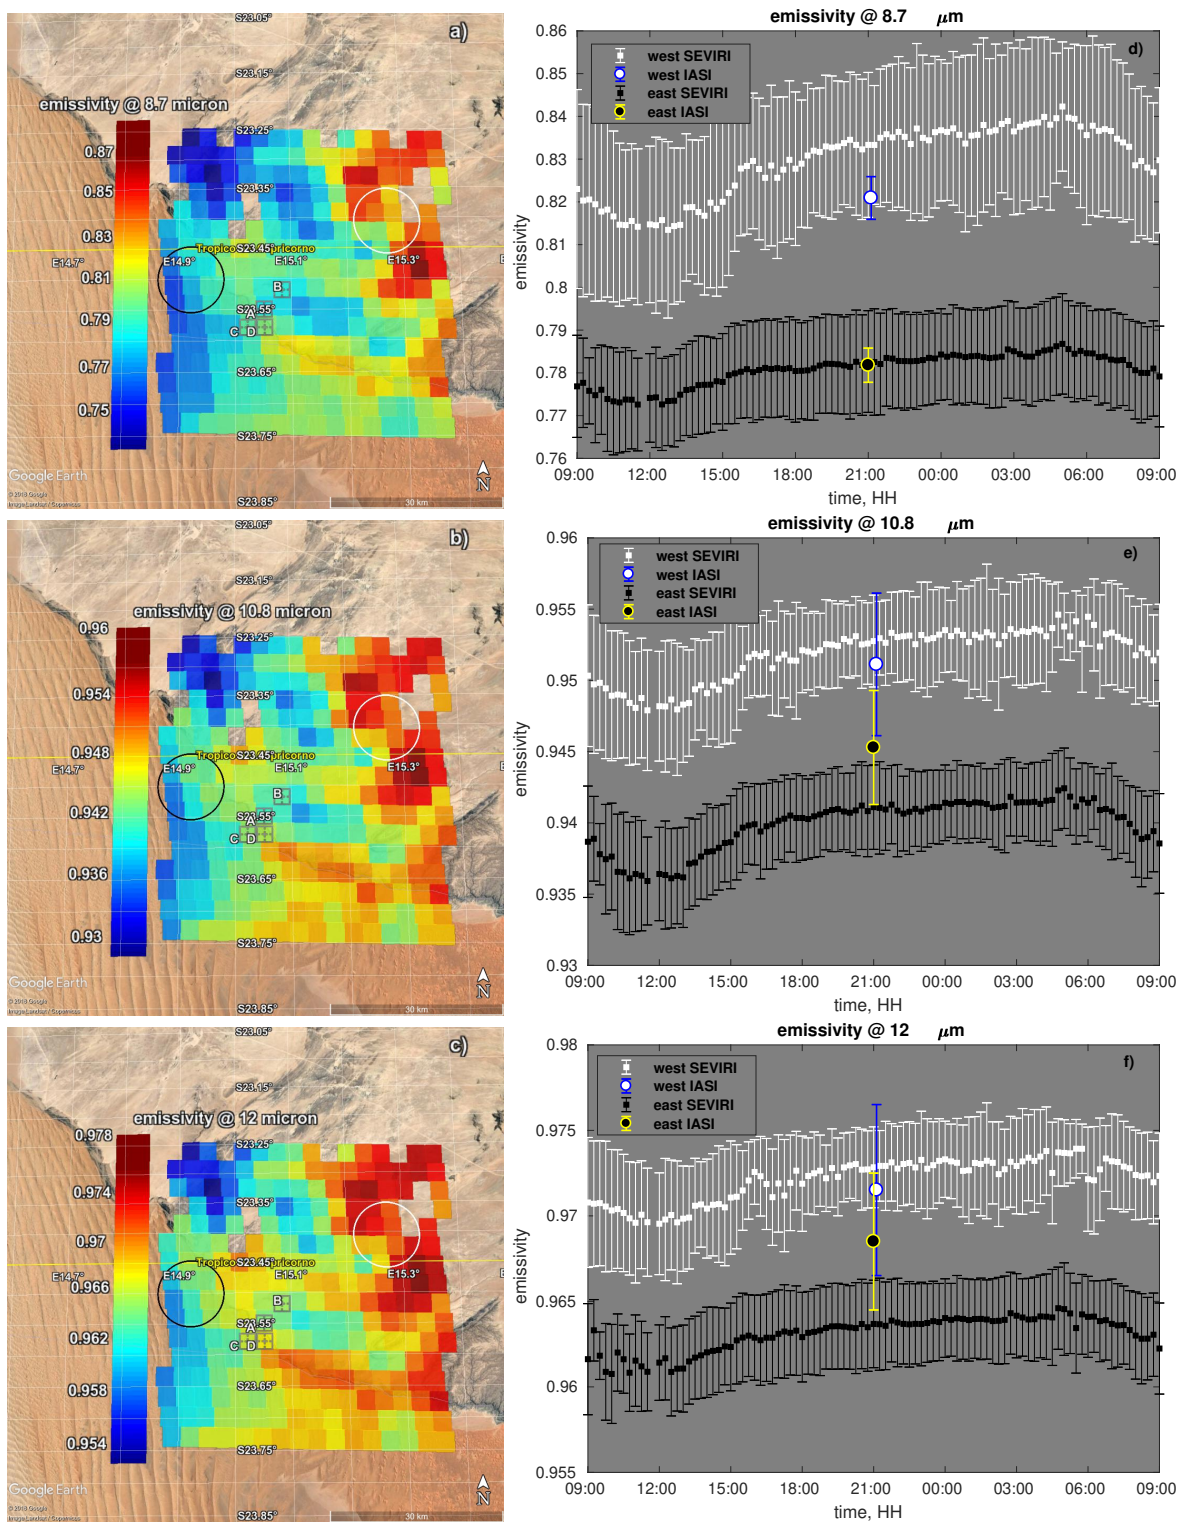 S23.05°
a)
S23.15°
emissivity @ 8.7 micron
0.87
S23.25°
0.85
S23.35°
0.83
Tropico S23.45° pricorno
E14.7°
E14.9°
E15.1°
E15.3°
E
0.81
B
S23.55°
A
0.79
C
D
S23.65°
0.77
0.75
S23.75°
Google Earth
© 2018 Google
Image Landsat / Copernicus
S23.85°
30 km
N
emissivity @ 8.7 μm
d)
west SEVIRI
west IASI
east SEVIRI
east IASI
emissivity
0.86
0.85
0.84
0.83
0.82
0.81
0.8
0.79
0.78
0.77
0.76
09:00 12:00 15:00 18:00 21:00 00:00 03:00 06:00 09:00
time, HH
S23.05°
b)
S23.15°
emissivity @ 10.8 micron
0.96
S23.25°
0.954
S23.35°
0.948
Tropico S23.45° pricorno
E14.7°
E14.9°
E15.1°
E15.3°
E
B
0.942
S23.55°
A
C
D
0.936
S23.65°
0.93
S23.75°
Google Earth
© 2018 Google
Image Landsat / Copernicus
S23.85°
30 km
N
emissivity @ 10.8 μm
e)
west SEVIRI
west IASI
east SEVIRI
east IASI
emissivity
0.96
0.955
0.95
0.945
0.94
0.935
0.93
09:00 12:00 15:00 18:00 21:00 00:00 03:00 06:00 09:00
time, HH
S23.05°
c)
S23.15°
emissivity @ 12 micron
0.978
S23.25°
0.974
S23.35°
0.97
Tropico S23.45° pricorno
E14.7°
E14.9°
E15.1°
E15.3°
E
0.966
B
S23.55°
A
0.962
C
D
S23.65°
0.958
0.954
S23.75°
Google Earth
© 2018 Google
Image Landsat / Copernicus
S23.85°
30 km
N
emissivity @ 12 μm
f)
west SEVIRI
west IASI
east SEVIRI
east IASI
emissivity
0.98
0.975
0.97
0.965
0.96
0.955
09:00 12:00 15:00 18:00 21:00 00:00 03:00 06:00 09:00
time, HH